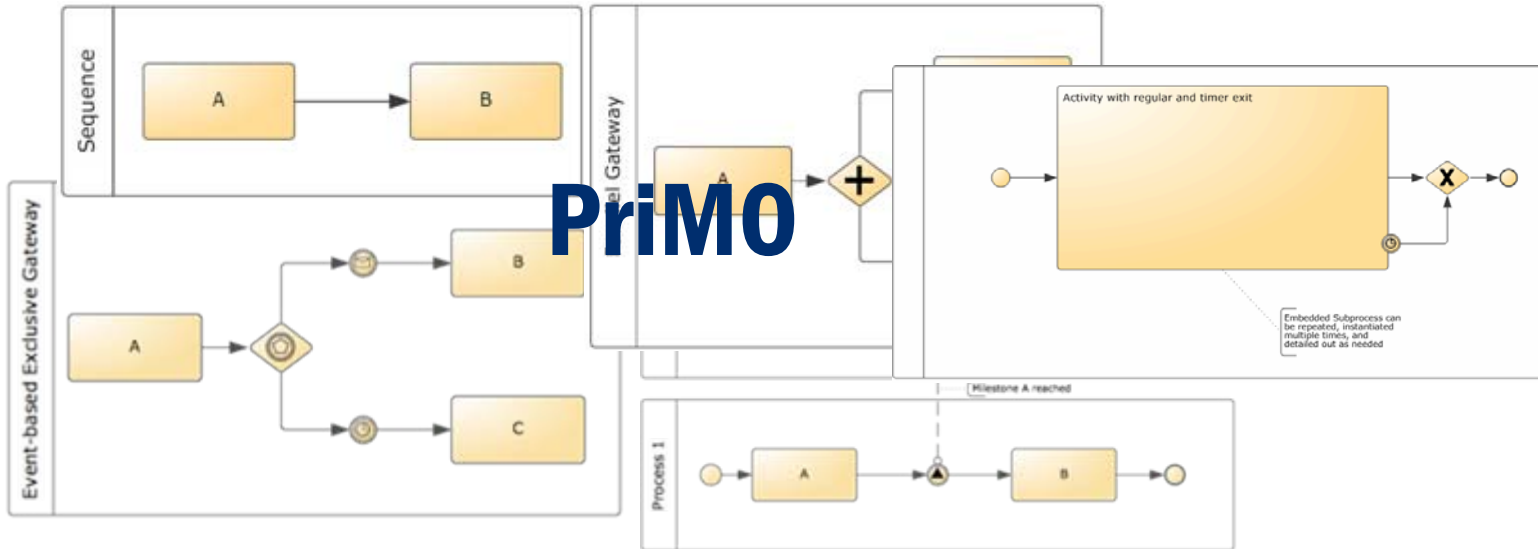 Sequence
A
B
Event-based Exclusive Gateway
A
B
C
el Gateway
A
PriMO
Activity with regular and timer exit
X
Embedded Subprocess can
be repeated, instantiated
multiple times, and
detailed out as needed
Milestone A reached
Process 1
A
B